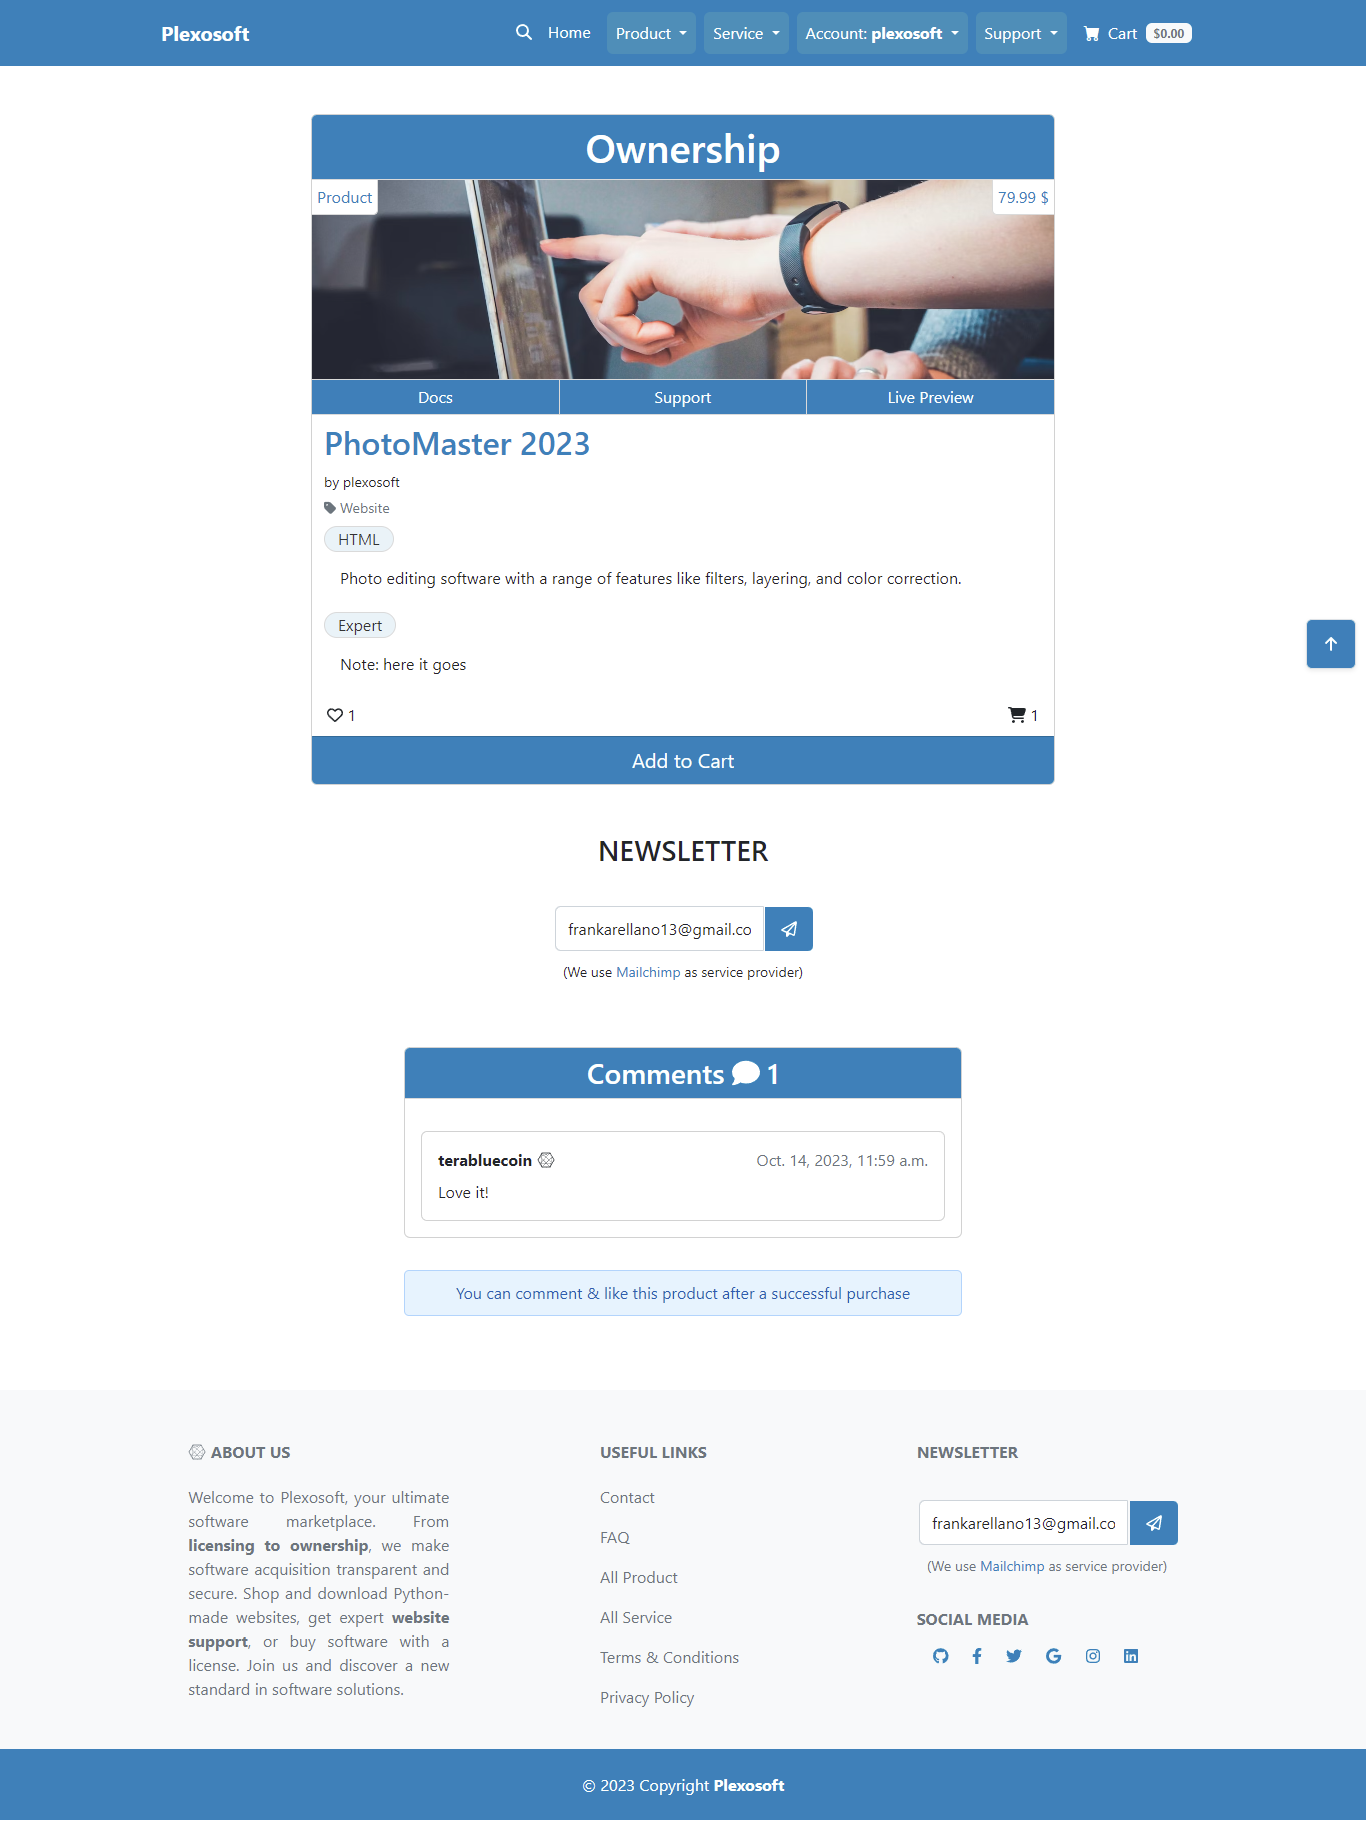 Plexosoft
Home
Product
Service
Account: plexosoft
Support
Cart $0.00
Ownership
Product
79.99 $
Docs
Support
Live Preview
PhotoMaster 2023
by plexosoft
Website
HTML
Photo editing software with a range of features like filters, layering, and color correction.
Expert
Note: here it goes
1
1
Add to Cart
NEWSLETTER
frankarellano13@gmail.co
(We use Mailchimp as service provider)
Comments 1
terabluecoin
Oct. 14, 2023, 11:59 a.m.
Love it!
You can comment & like this product after a successful purchase
ABOUT US
Welcome to Plexosoft, your ultimate
software marketplace. From
licensing to ownership, we make
software acquisition transparent and
secure. Shop and download Python-
made websites, get expert website
support, or buy software with a
license. Join us and discover a new
standard in software solutions.
USEFUL LINKS
Contact
FAQ
All Product
All Service
Terms & Conditions
Privacy Policy
NEWSLETTER
frankarellano13@gmail.co
(We use Mailchimp as service provider)
SOCIAL MEDIA
© 2023 Copyright Plexosoft